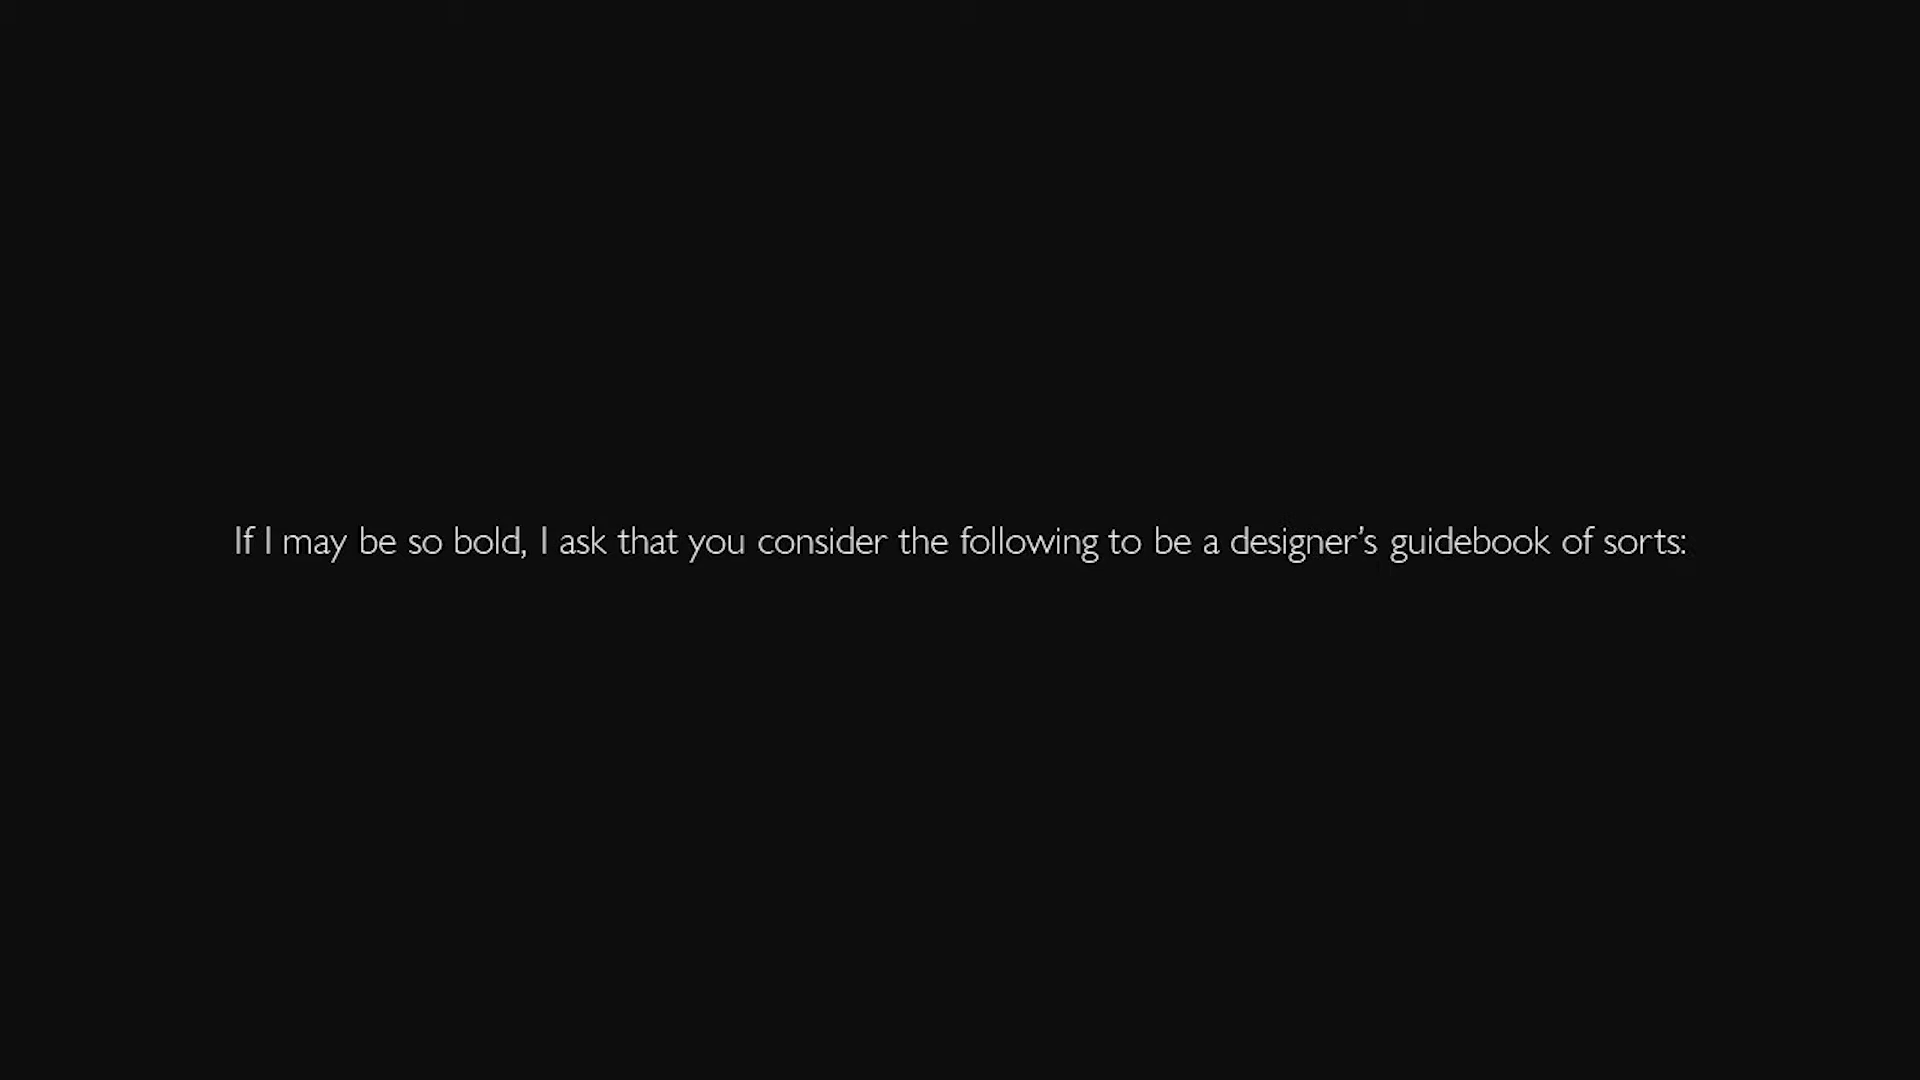 If I may be so bold, I ask that you consider the following to be a designer’s guidebook of sorts: